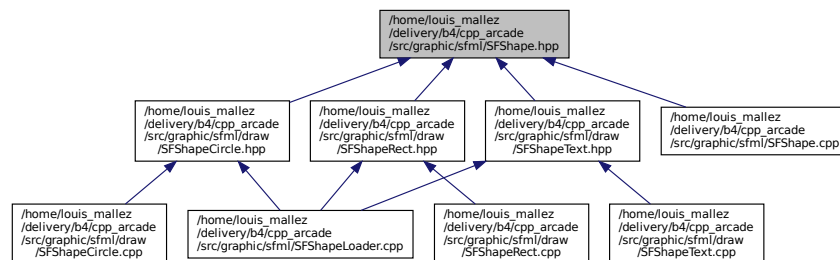 /home/louis_mallez
/delivery/b4/cpp_arcade
/src/graphic/sfml/SFShape.hpp
/home/louis_mallez
/delivery/b4/cpp_arcade
/src/graphic/sfml/draw
/SFShapeCircle.hpp
/home/louis_mallez
/delivery/b4/cpp_arcade
/src/graphic/sfml/draw
/SFShapeRect.hpp
/home/louis_mallez
/delivery/b4/cpp_arcade
/src/graphic/sfml/draw
/SFShapeText.hpp
/home/louis_mallez
/delivery/b4/cpp_arcade
/src/graphic/sfml/SFShape.cpp
/home/louis_mallez
/delivery/b4/cpp_arcade
/src/graphic/sfml/draw
/SFShapeCircle.cpp
/home/louis_mallez
/delivery/b4/cpp_arcade
/src/graphic/sfml/SFShapeLoader.cpp
/home/louis_mallez
/delivery/b4/cpp_arcade
/src/graphic/sfml/draw
/SFShapeRect.cpp
/home/louis_mallez
/delivery/b4/cpp_arcade
/src/graphic/sfml/draw
/SFShapeText.cpp